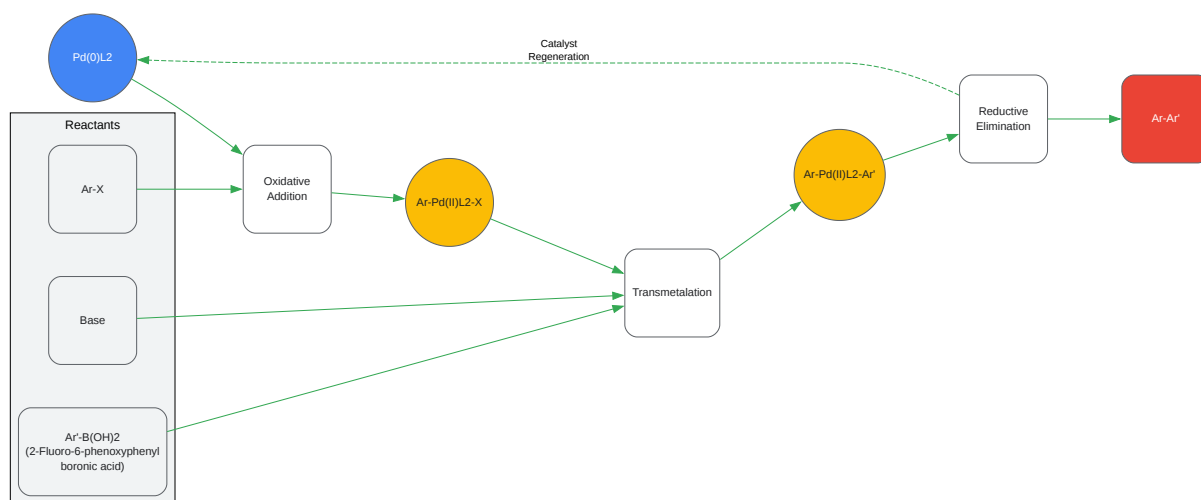 Pd(0)L2
Catalyst
Regeneration
Reductive
Elimination
Ar-Ar'
Reactants
Ar-X
Oxidative
Addition
Ar-Pd(II)L2-X
Ar-Pd(II)L2-Ar'
Transmetalation
Base
Ar'-B(OH)2
(2-Fluoro-6-phenoxyphenyl
boronic acid)